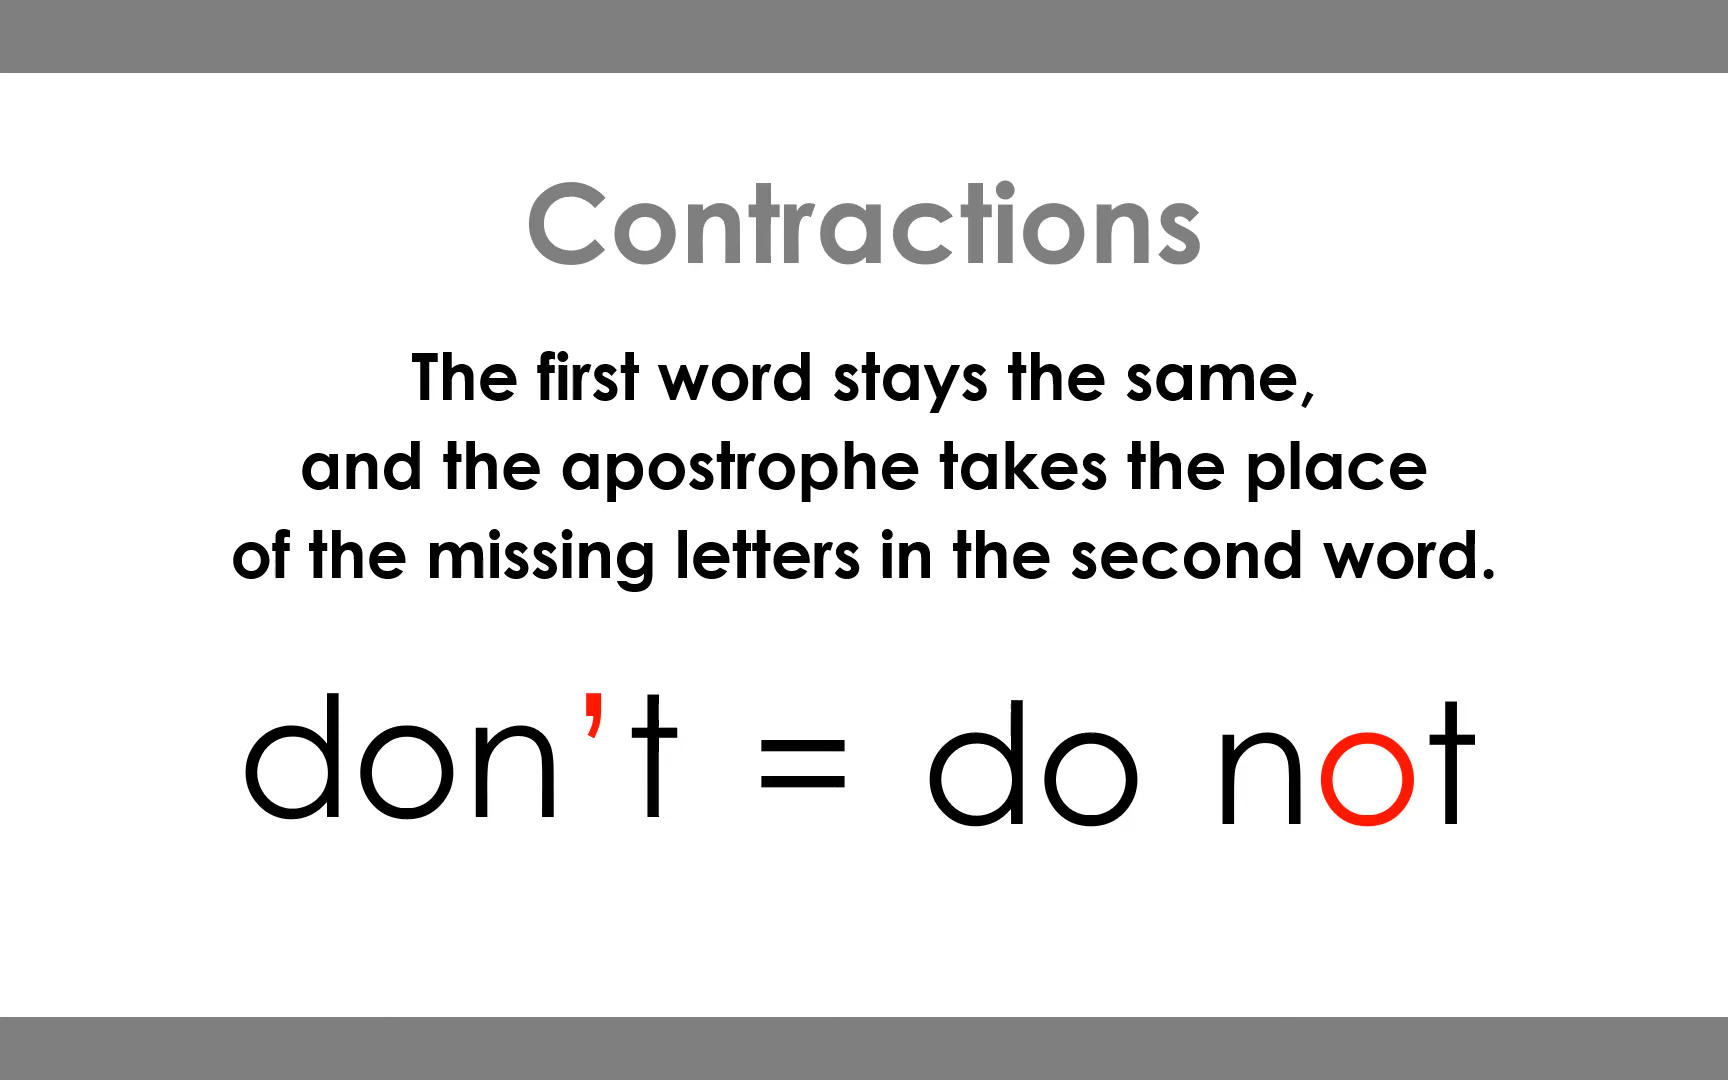 Contractions
The first word stays the same,
and the apostrophe takes the place
of the missing letters in the second word.
don’t = do not